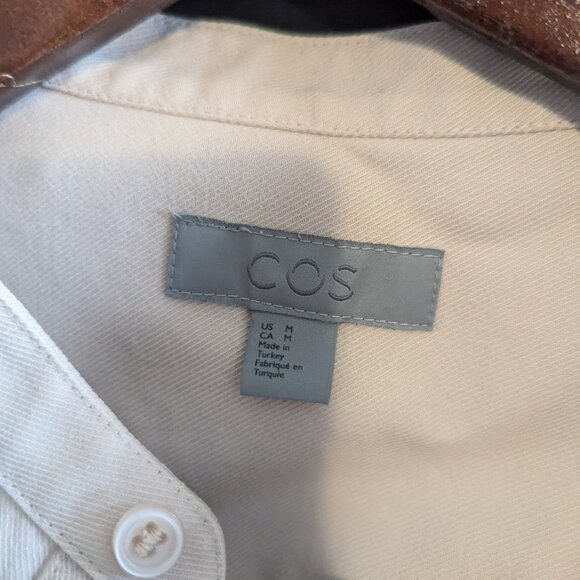 COS
US M
CA M
Made in
Turkey
Fabriqué en
Turquie